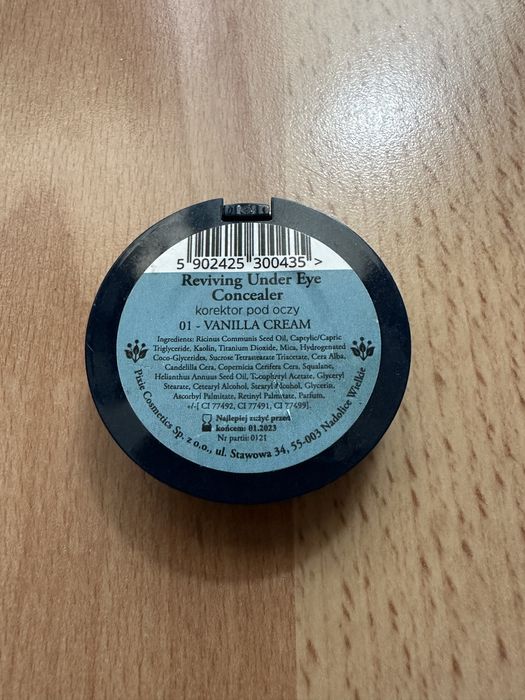 5 902425 300435 >
Reviving Under Eye
Concealer
korektor pod oczy
01 - VANILLA CREAM
Ingredients: Ricinus Communis Seed Oil, Caprylic/Capric
Triglyceride, Kaolin, Titanium Dioxide, Mica, Hydrogenated
Coco-Glycerides, Sucrose Tetrastearate Triacetate, Cera Alba,
Candelilla Cera, Copernicia Cerifera Cera, Squalane,
Helianthus Annuus Seed Oil, Tocopheryl Acetate, Glyceryl
Stearate, Cetearyl Alcohol, Stearyl Alcohol, Glycerin,
Ascorbyl Palmitate, Retinyl Palmitate, Parfum,
+/-[ CI 77492, CI 77491, CI 77499].
Najlepiej zużyć przed
końcem: 01.2023
Nr partii: 0121
Pixie Cosmetics Sp. z o.o., ul. Stawowa 34, 55-003 Nadolice Wielkie